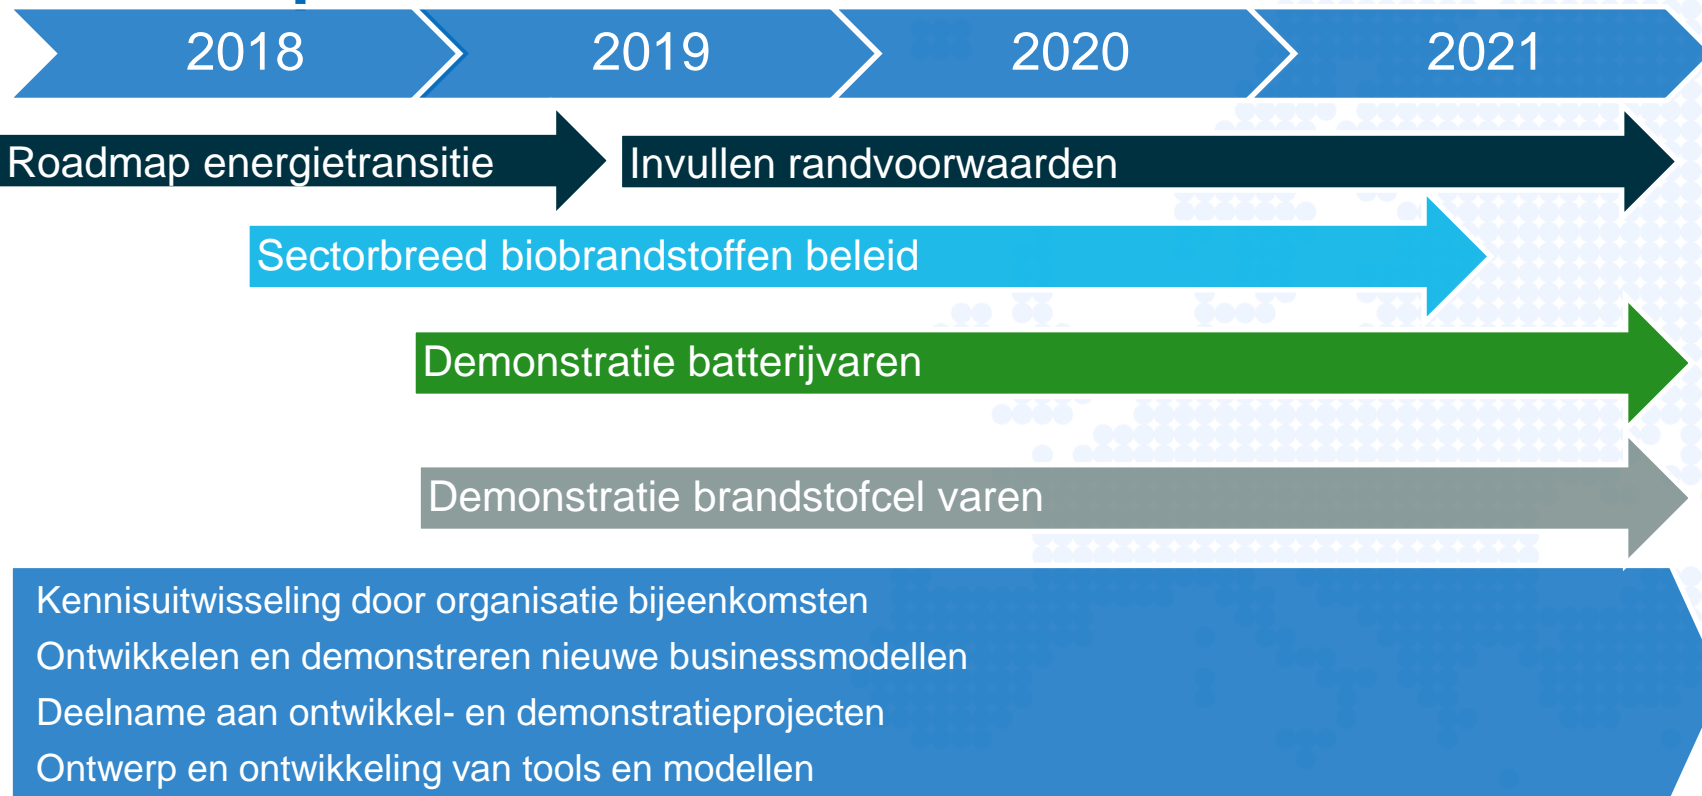 2018 2019 2020 2021
Roadmap energietransitie Invullen randvoorwaarden
Sectorbreed biobrandstoffen beleid
Demonstratie batterijvaren
Demonstratie brandstofcel varen
Kennisuitwisseling door organisatie bijeenkomsten
Ontwikkelen en demonstreren nieuwe businessmodellen
Deelname aan ontwikkel- en demonstratieprojecten
Ontwerp en ontwikkeling van tools en modellen